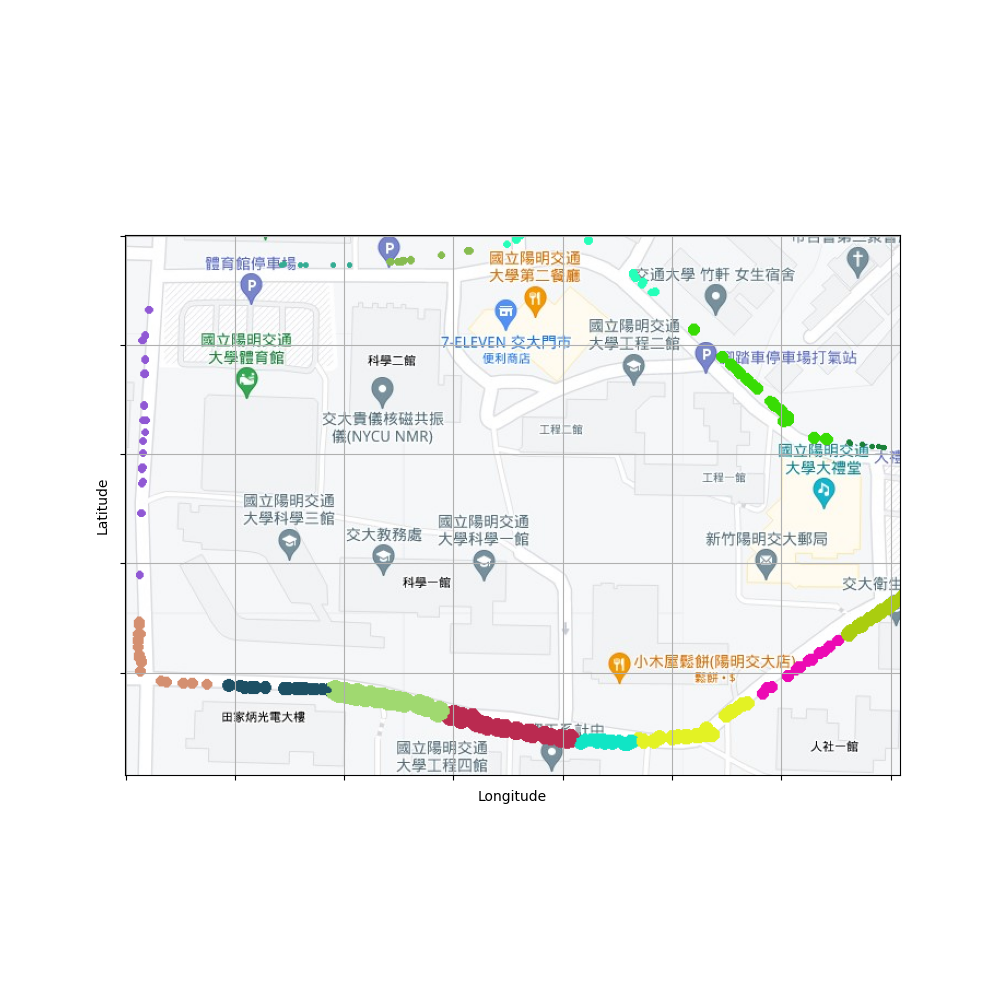 體育館停車場
P
P
國立陽明交通
大學第二餐廳
交通大學 竹軒 女生宿舍
國立陽明交通
大學體育館
科學二館
7-ELEVEN 交大門市
便利商店
國立陽明交通
大學工程二館
P
腳踏車停車場打氣站
交大貴儀核磁共振
儀(NYCU NMR)
工程二館
工程一館
國立陽明交通
大學大禮堂
國立陽明交通
大學科學三館
交大教務處
國立陽明交通
大學科學一館
科學一館
新竹陽明交大郵局
交大衛生
小木屋鬆餅(陽明交大店)
鬆餅・$
田家炳光電大樓
國立陽明交通
大學工程四館
人社一館
Latitude
Longitude